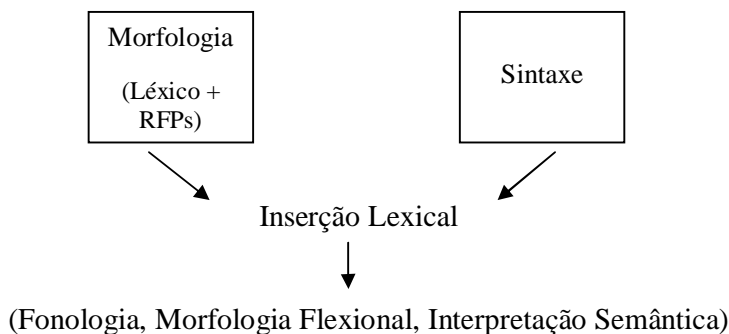 Morfologia
(Léxico +
RFPs)
Sintaxe
Inserção Lexical
(Fonologia, Morfologia Flexional, Interpretação Semântica)